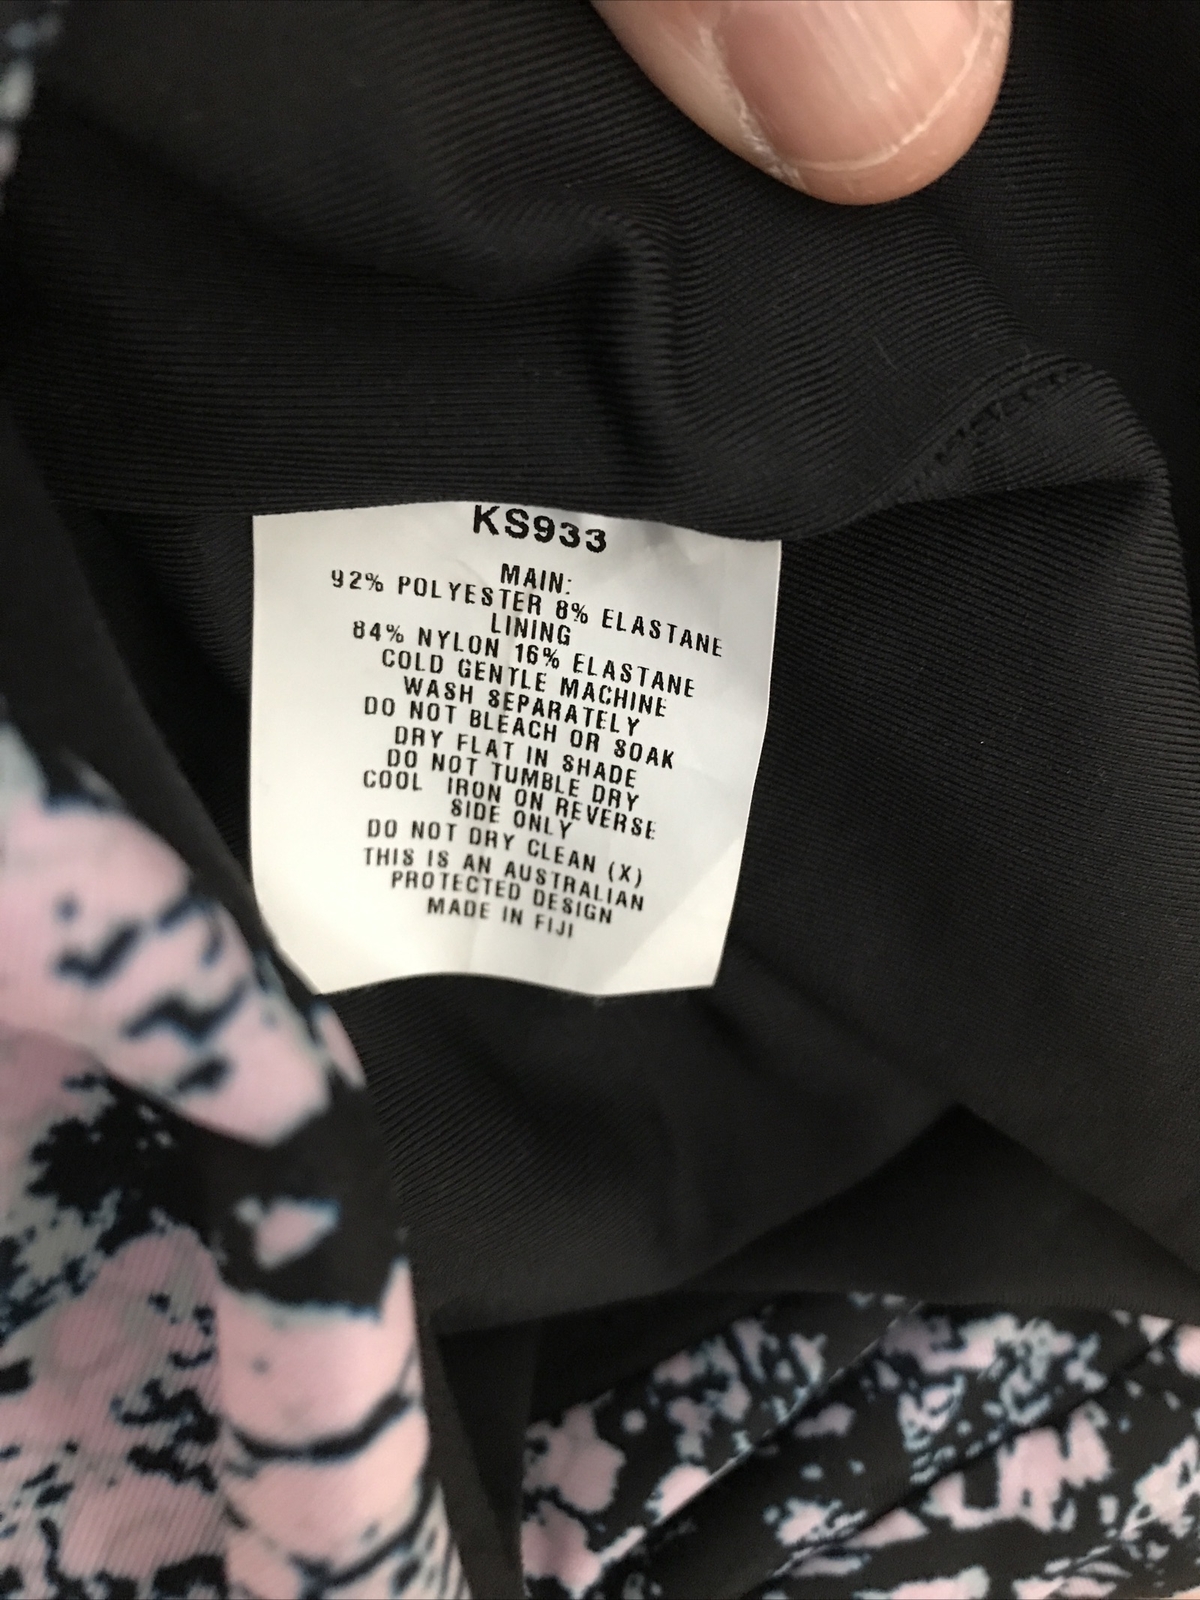 KS933
MAIN:
92% POLYESTER 8% ELASTANE
LINING
84% NYLON 16% ELASTANE
COLD GENTLE MACHINE
WASH SEPARATELY
DO NOT BLEACH OR SOAK
DRY FLAT IN SHADE
DO NOT TUMBLE DRY
COOL IRON ON REVERSE
SIDE ONLY
DO NOT DRY CLEAN (X)
THIS IS AN AUSTRALIAN
PROTECTED DESIGN
MADE IN FIJI